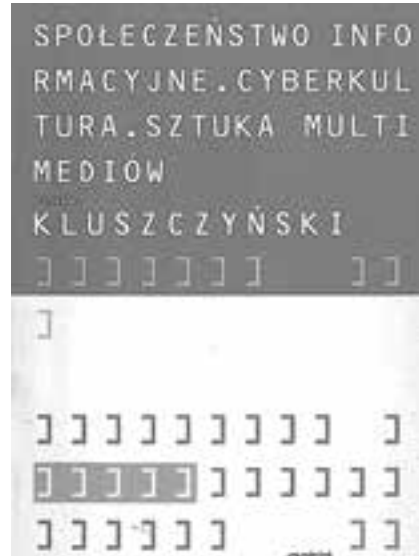 SPOŁECZEŃSTWO INFO
RMACYJNE.CYBERKUL
TURA.SZTUKA MULTI
MEDIÓW
KLUSZCZYŃSKI
]]]]]]] ]]
]
]]]]]]]]] ]
]]]]]]]]]]]
]]]]]] ]]